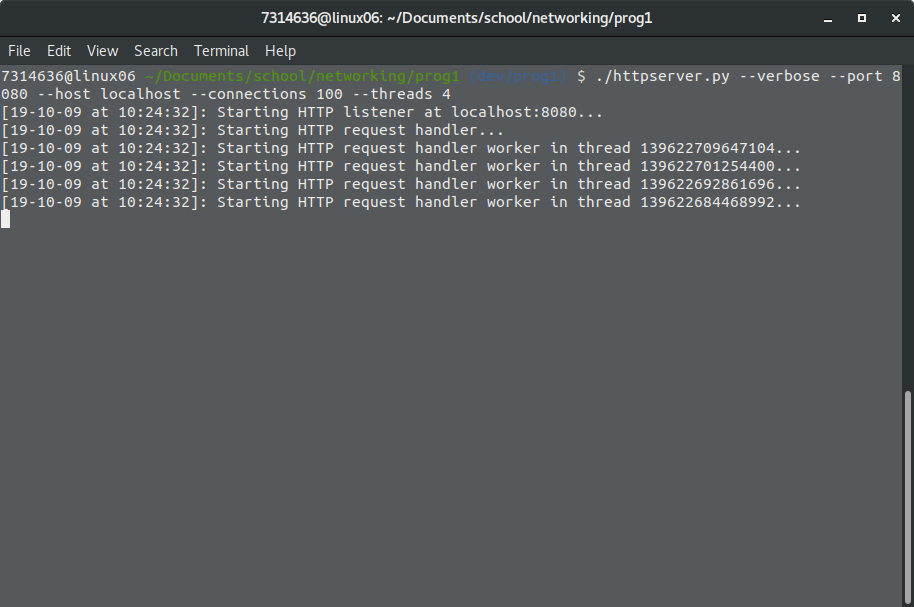 7314636@linux06: ~/Documents/school/networking/prog1
File Edit View Search Terminal Help
7314636@linux06 ~/Documents/school/networking/prog1 (dev/prog1) $ ./httpserver.py --verbose --port 8
080 --host localhost --connections 100 --threads 4
[19-10-09 at 10:24:32]: Starting HTTP listener at localhost:8080...
[19-10-09 at 10:24:32]: Starting HTTP request handler...
[19-10-09 at 10:24:32]: Starting HTTP request handler worker in thread 139622709647104...
[19-10-09 at 10:24:32]: Starting HTTP request handler worker in thread 139622701254400...
[19-10-09 at 10:24:32]: Starting HTTP request handler worker in thread 139622692861696...
[19-10-09 at 10:24:32]: Starting HTTP request handler worker in thread 139622684468992...